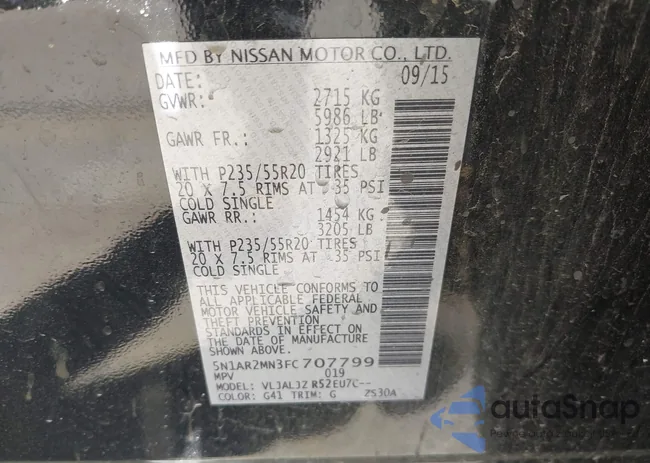 MFD BY NISSAN MOTOR CO., LTD.
DATE: 09/15
GVWR: 2715 KG
5986 LB
GAWR FR.: 1325 KG
2921 LB
WITH P235/55R20 TIRES
20 X 7.5 RIMS AT 35 PSI
COLD SINGLE
GAWR RR.: 1454 KG
3205 LB
WITH P235/55R20 TIRES
20 X 7.5 RIMS AT 35 PSI
COLD SINGLE
THIS VEHICLE CONFORMS TO
ALL APPLICABLE FEDERAL
MOTOR VEHICLE SAFETY AND
THEFT PREVENTION
STANDARDS IN EFFECT ON
THE DATE OF MANUFACTURE
SHOWN ABOVE.
5N1AR2MN3FC707799
MPV 019
MODEL: VLJALJZ R52EU7C--
COLOR: G41 TRIM: G ZS30A
autoSnap